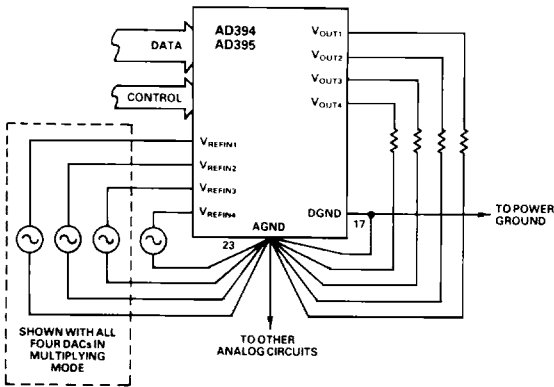 AD394
AD395
DATA
CONTROL
VOUT1
VOUT2
VOUT3
VOUT4
VREFIN1
VREFIN2
VREFIN3
VREFIN4
DGND
AGND
17
23
TO POWER
GROUND
SHOWN WITH ALL
FOUR DACs IN
MULTIPLYING
MODE
TO OTHER
ANALOG CIRCUITS